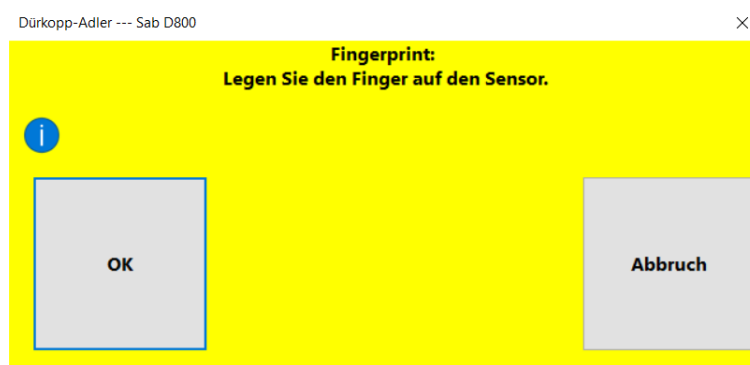 Dürkopp-Adler --- Sab D800
Fingerprint:
Legen Sie den Finger auf den Sensor.
OK
Abbruch